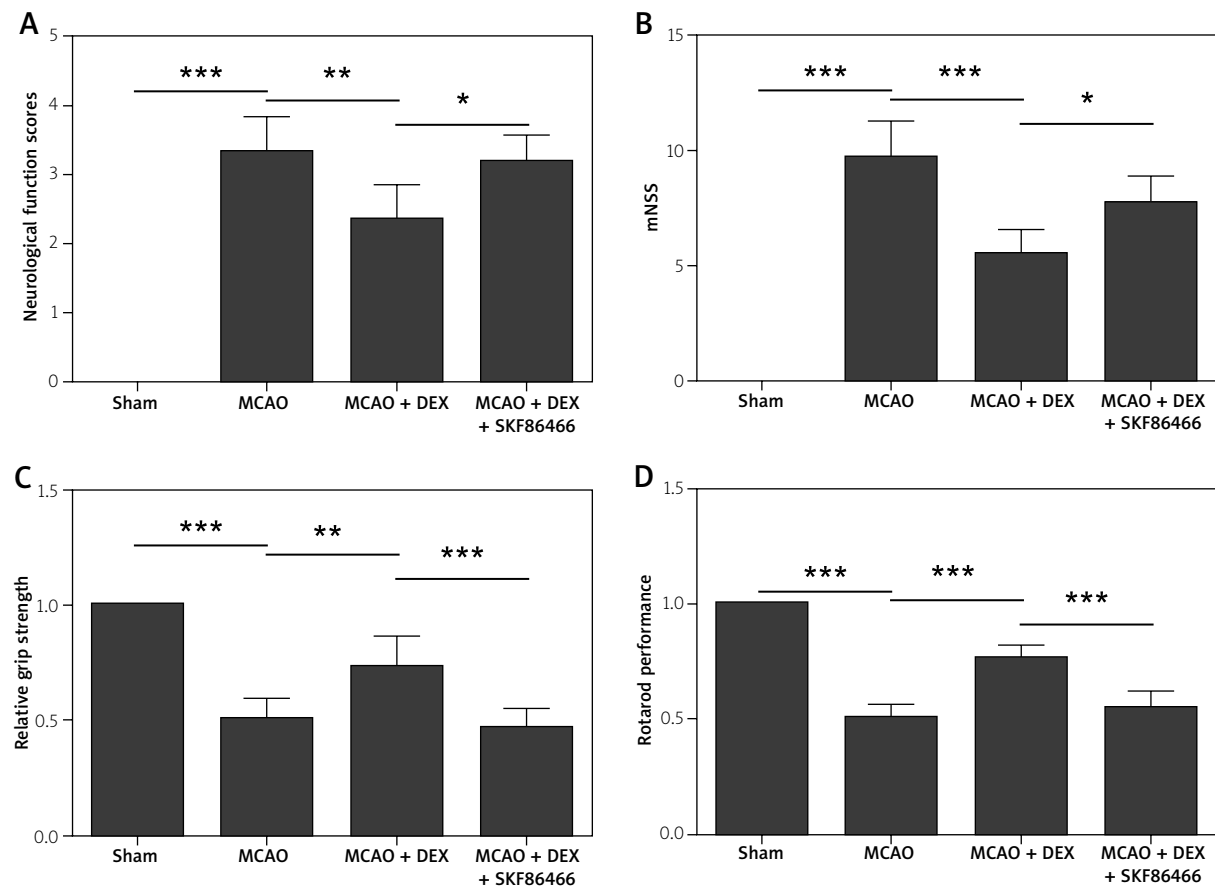 A
Neurological function scores
5
4
3
2
1
0
***
**
*
Sham
MCAO
MCAO + DEX
MCAO + DEX
+ SKF86466
B
mNSS
15
10
5
0
***
***
*
Sham
MCAO
MCAO + DEX
MCAO + DEX
+ SKF86466
C
Relative grip strength
1.5
1.0
0.5
0.0
***
**
***
Sham
MCAO
MCAO + DEX
MCAO + DEX
+ SKF86466
D
Rotarod performance
1.5
1.0
0.5
0.0
***
***
***
Sham
MCAO
MCAO + DEX
MCAO + DEX
+ SKF86466